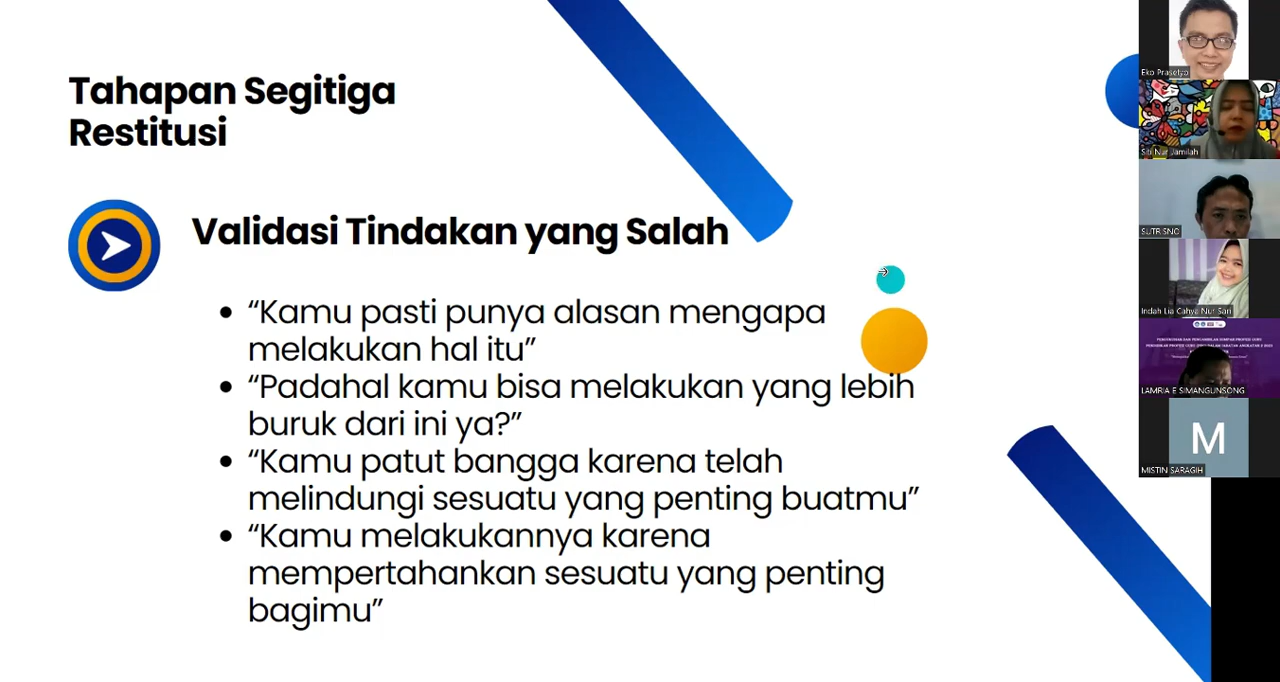 Tahapan Segitiga
Restitusi
Validasi Tindakan yang Salah
“Kamu pasti punya alasan mengapa
melakukan hal itu”
“Padahal kamu bisa melakukan yang lebih
buruk dari ini ya?”
“Kamu patut bangga karena telah
melindungi sesuatu yang penting buatmu”
“Kamu melakukannya karena
mempertahankan sesuatu yang penting
bagimu”
Eko Prasetyo
Siti Nur Jamilah
SUTRISNO
Indah Lia Cahya Nur Sari
LAMRIA E SIMANGUNSONG
M
MISTIN SARAGIH